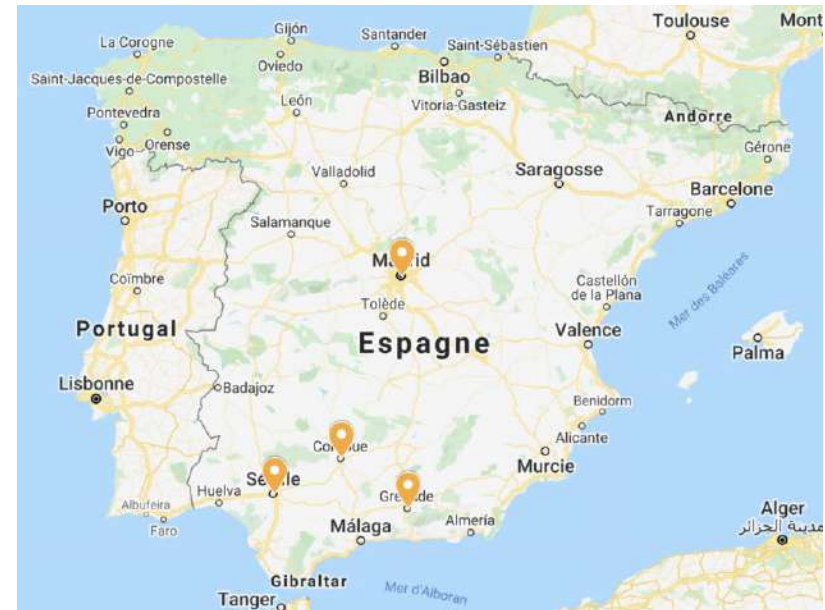 Toulouse
Mont
Gijón
Santander
La Corogne
Saint-Sébastien
Oviedo
Bilbao
Saint-Jacques-de-Compostelle
León
Vitoria-Gasteiz
Pontevedra
Andorre
Vigo
Orense
Gérone
Valladolid
Saragosse
Barcelone
Porto
Tarragone
Salamanque
Coïmbre
Castellón
de la Plana
Mer des Baléares
Tolède
Portugal
Espagne
Valence
Palma
Lisbonne
Badajoz
Benidorm
Alicante
Murcie
Huelva
Albufeira
Faro
Málaga
Almería
Alger
مدينة الجزائر
Gibraltar
Mer d'Alboran
Tanger